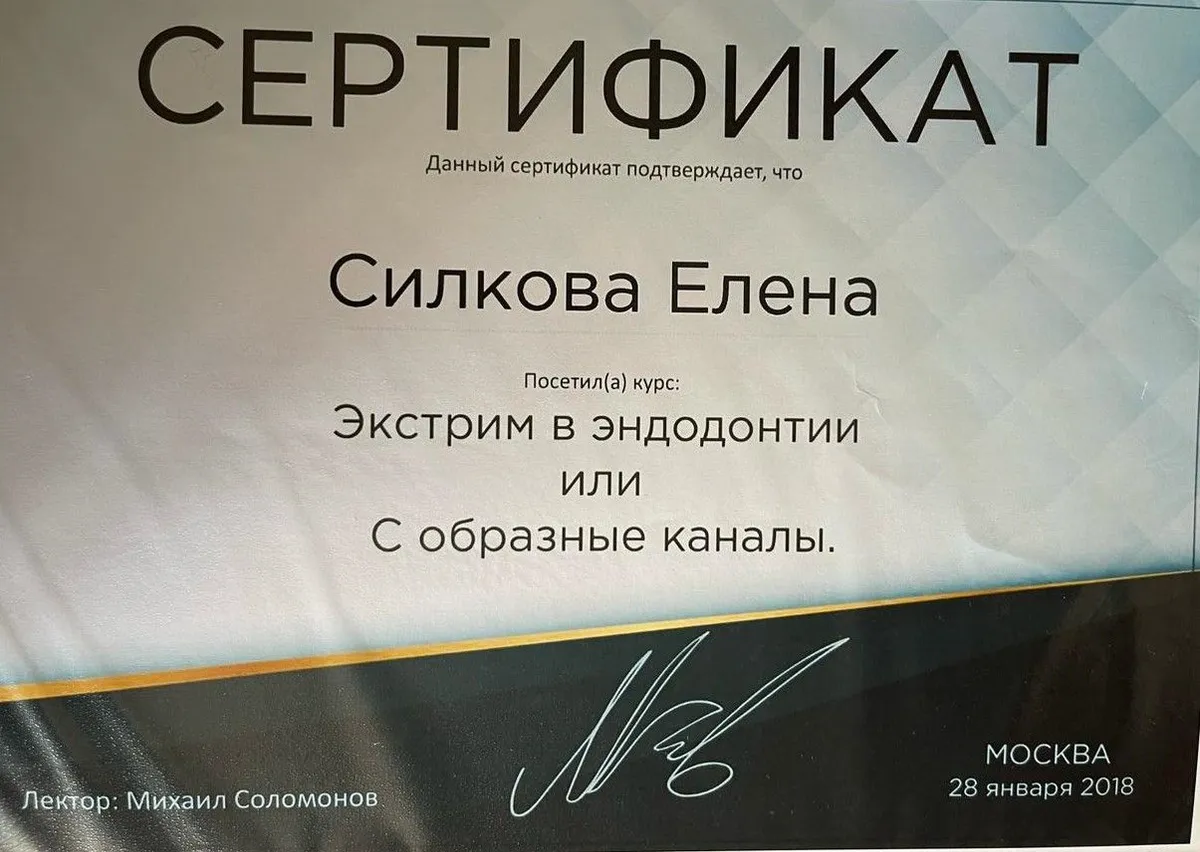 СЕРТИФИКАТ
Данный сертификат подтверждает, что
Силкова Елена
Посетил(а) курс:
Экстрим в эндодонтии
или
С образные каналы.
Лектор: Михаил Соломонов
МОСКВА
28 января 2018